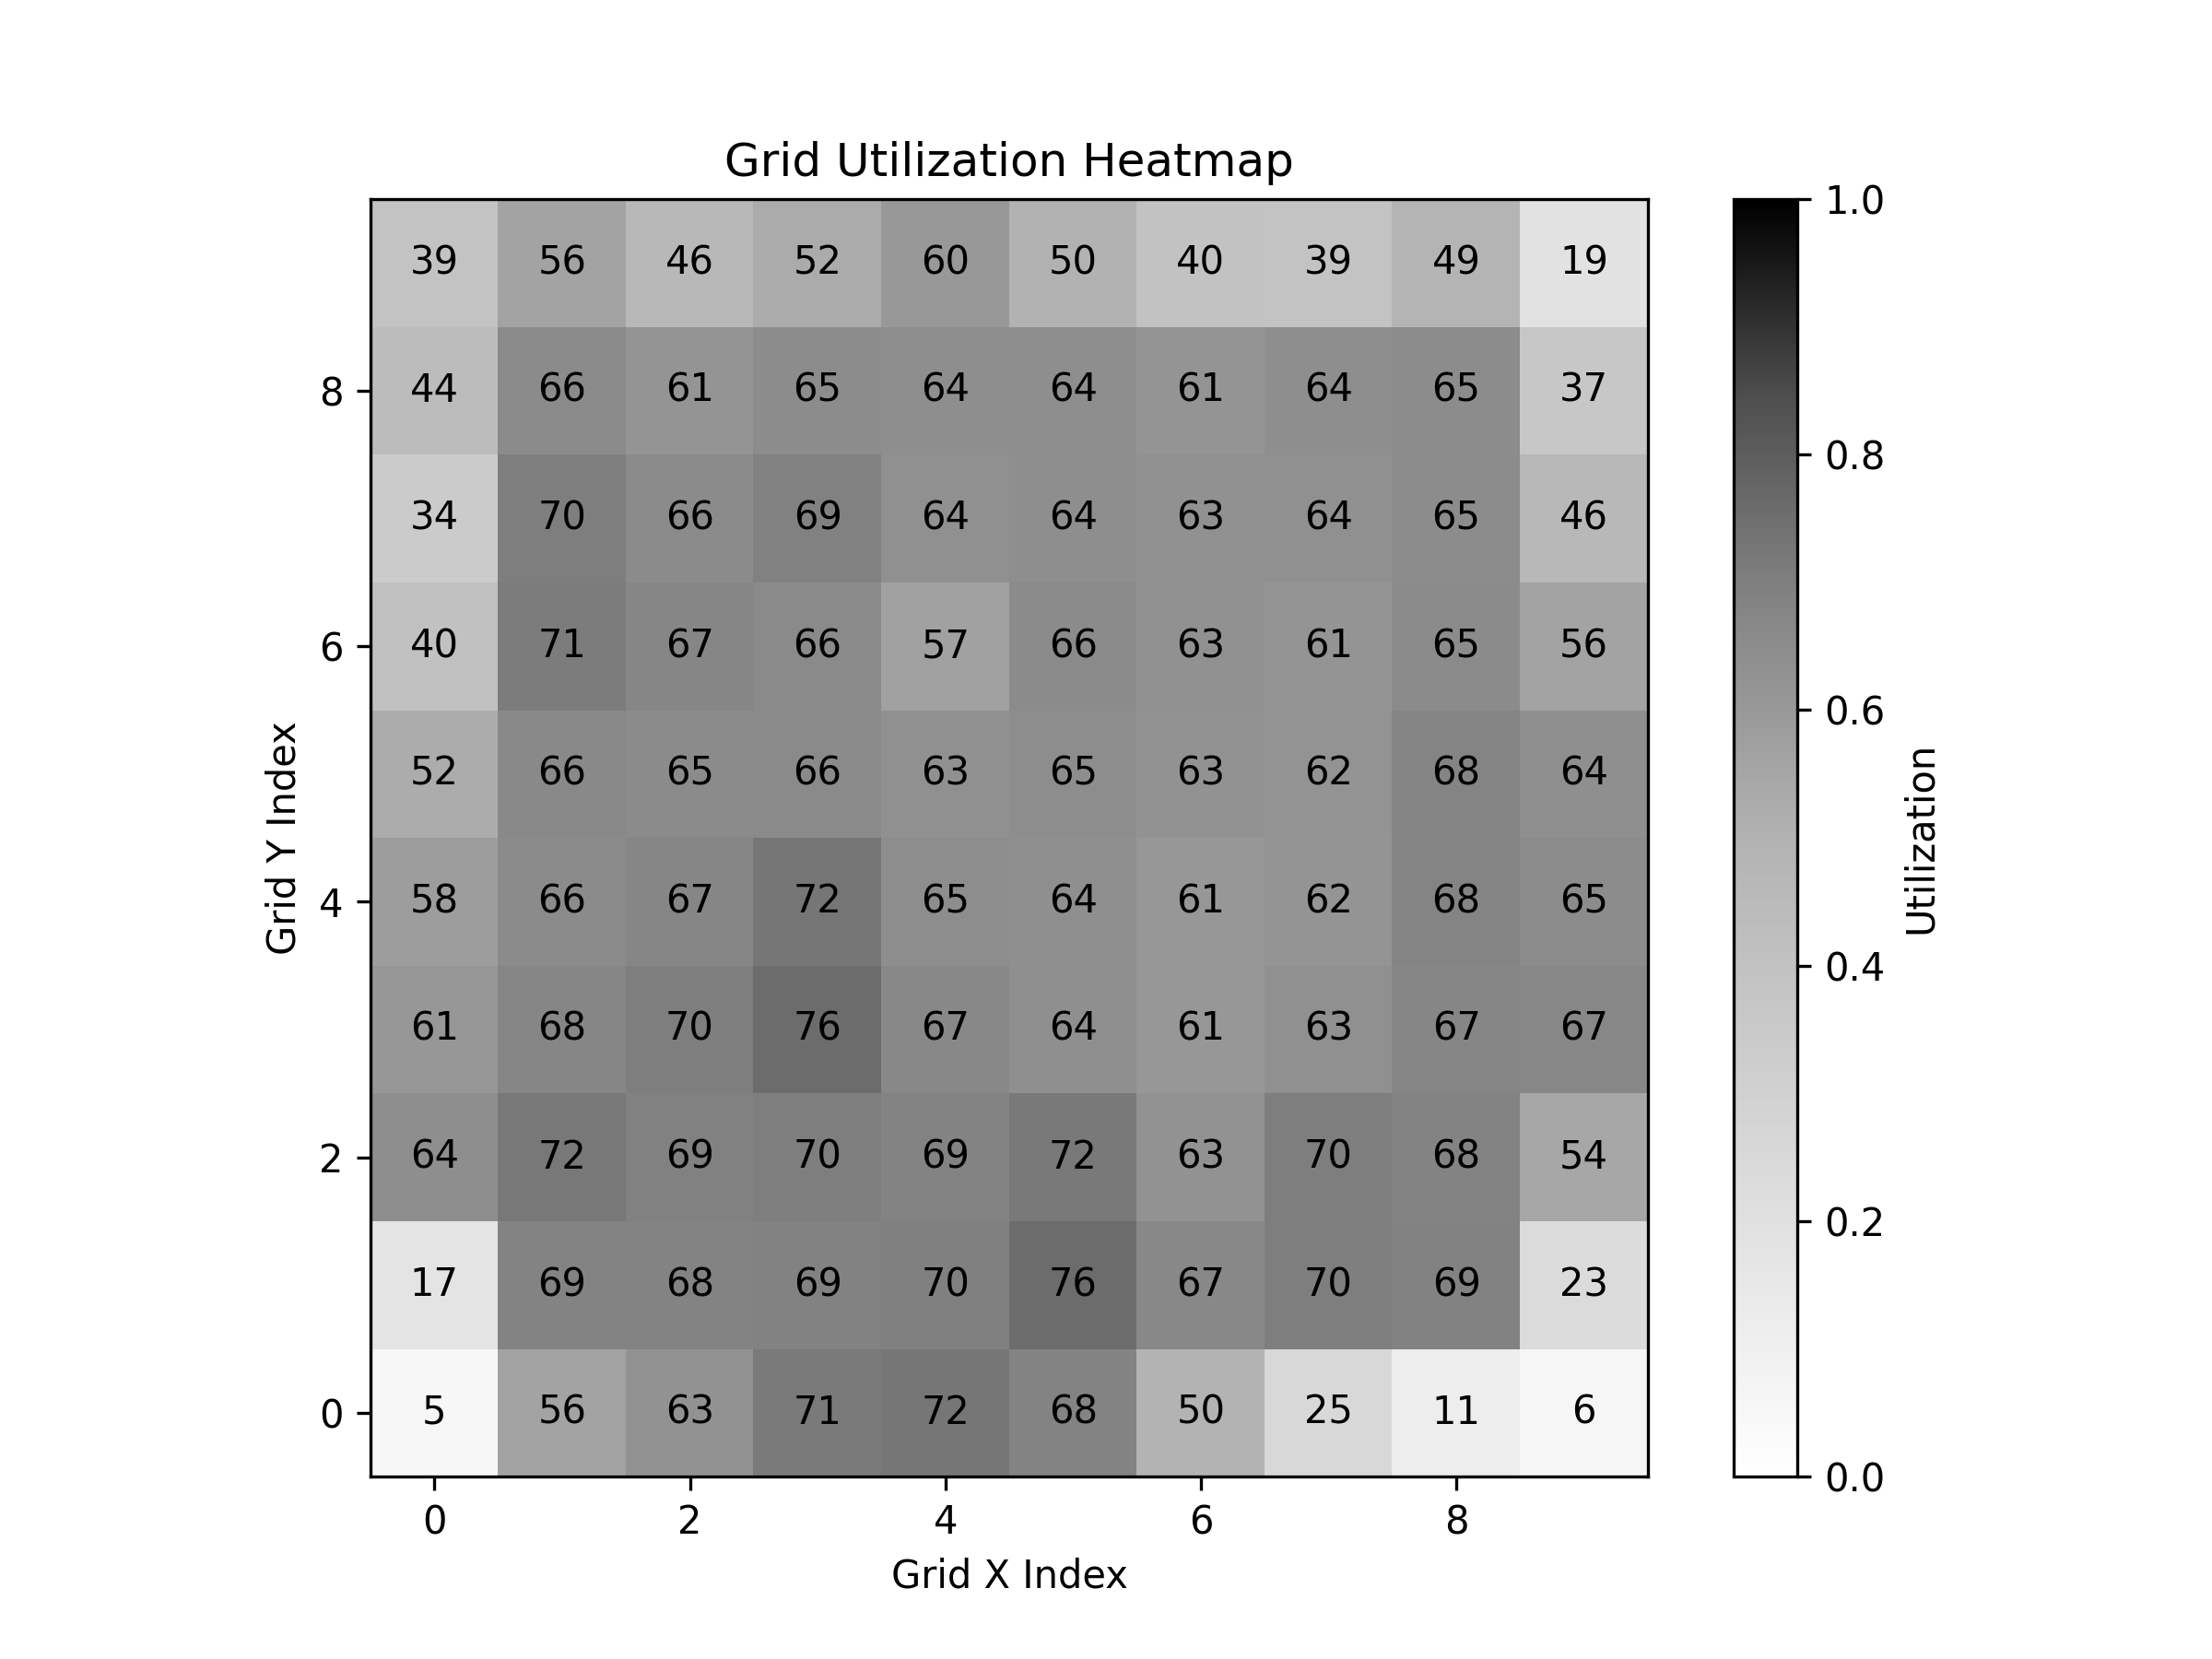 Grid Utilization Heatmap
39 56 46 52 60 50 40 39 49 19
8 44 66 61 65 64 64 61 64 65 37
34 70 66 69 64 64 63 64 65 46
6 40 71 67 66 57 66 63 61 65 56
52 66 65 66 63 65 63 62 68 64
4 58 66 67 72 65 64 61 62 68 65
61 68 70 76 67 64 61 63 67 67
2 64 72 69 70 69 72 63 70 68 54
17 69 68 69 70 76 67 70 69 23
0 5 56 63 71 72 68 50 25 11 6
0 2 4 6 8
Grid X Index
Grid Y Index
1.0
0.8
0.6
0.4
0.2
0.0
Utilization